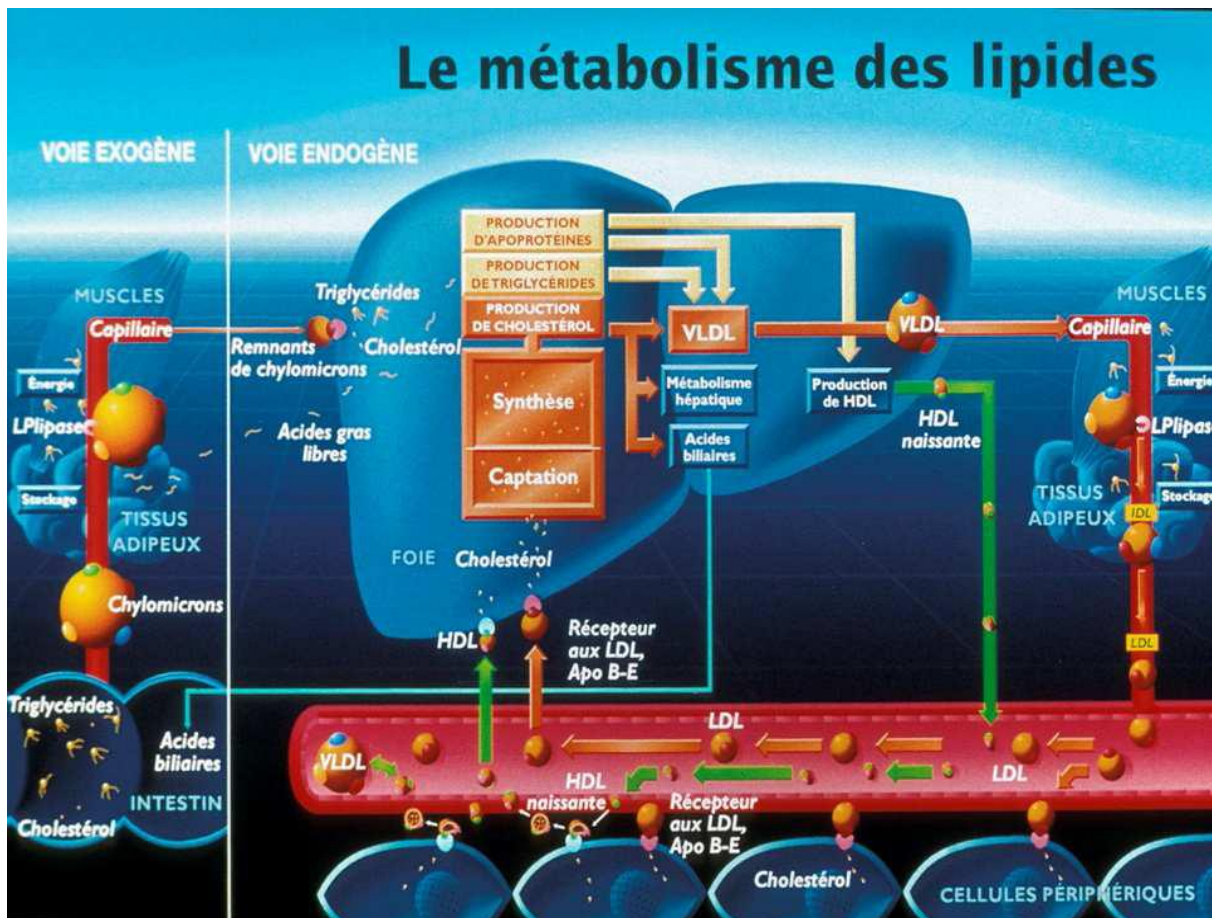 Le métabolisme des lipides
VOIE EXOGÈNE
VOIE ENDOGÈNE
PRODUCTION
D'APOPROTÉINES
PRODUCTION
DE TRIGLYCÉRIDES
PRODUCTION
DE CHOLESTÉROL
Synthèse
Captation
VLDL
Métabolisme
hépatique
Acides
biliaires
Production
de HDL
VLDL
HDL
naissante
MUSCLES
Capillaire
Énergie
LPlipase
Stockage
TISSUS
ADIPEUX
Chylomicrons
Triglycérides
Cholestérol
Acides
biliaires
INTESTIN
Triglycérides
Remnants
de chylomicrons
Cholestérol
Acides gras
libres
FOIE
Cholestérol
HDL
Récepteur
aux LDL,
Apo B-E
MUSCLES
Capillaire
Énergie
LPlipase
Stockage
TISSUS
ADIPEUX
IDL
LDL
LDL
LDL
VLDL
HDL
naissante
Récepteur
aux LDL,
Apo B-E
Cholestérol
CELLULES PÉRIPHÉRIQUES